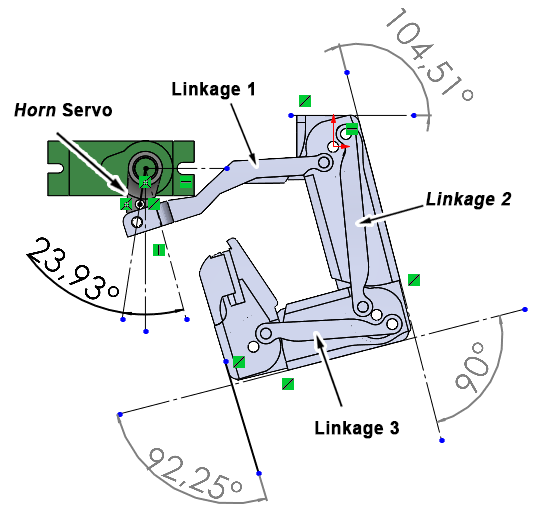 104,51°
Linkage 1
Horn Servo
Linkage 2
23,93°
90°
Linkage 3
92,25°